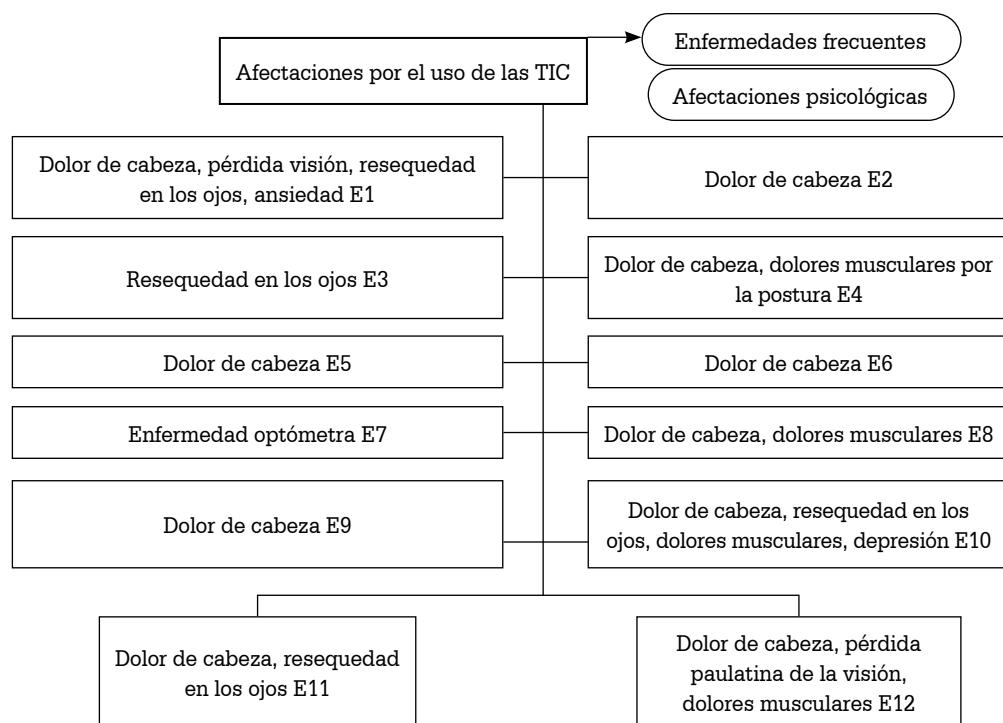 Enfermedades frecuentes
Afectaciones por el uso de las TIC
Afectaciones psicológicas
Dolor de cabeza, pérdida visión, resequedad
en los ojos, ansiedad E1
Dolor de cabeza E2
Resequedad en los ojos E3
Dolor de cabeza, dolores musculares por
la postura E4
Dolor de cabeza E5
Dolor de cabeza E6
Enfermedad optómetra E7
Dolor de cabeza, dolores musculares E8
Dolor de cabeza E9
Dolor de cabeza, resequedad en los
ojos, dolores musculares, depresión E10
Dolor de cabeza, resequedad
en los ojos E11
Dolor de cabeza, pérdida
paulatina de la visión,
dolores musculares E12